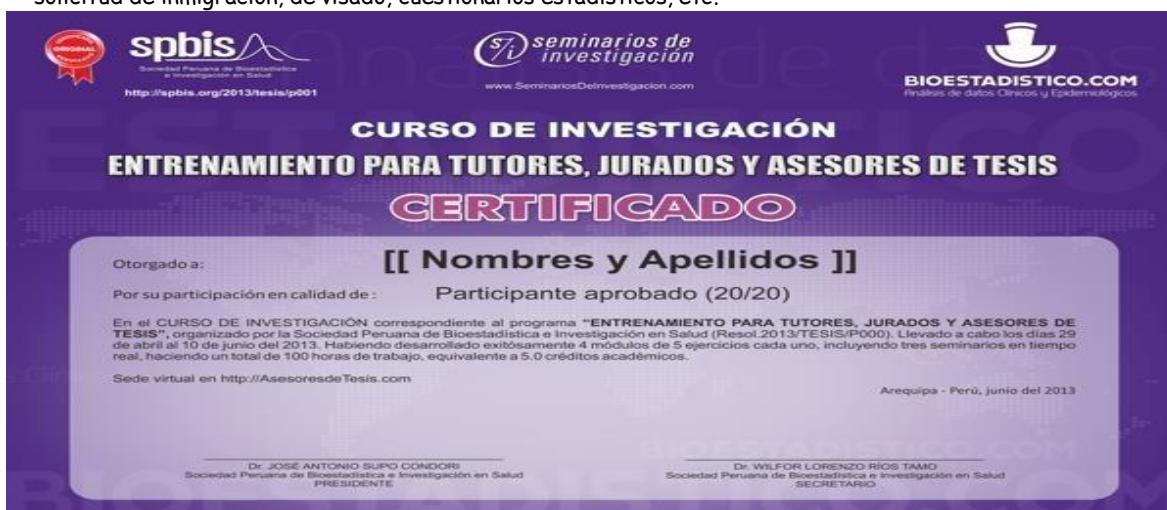 solicitud de inmigración, de visado, cuestionarios estadísticos, etc.
ORIGINAL
spbis
Sociedad Peruana de Bioestadística
e Investigación en Salud
http://spbis.org/2013/tesis/p001
s/i seminarios de
investigación
www.SeminariosDeInvestigacion.com
BIOESTADISTICO.COM
Análisis de datos Clínicos y Epidemiológicos
CURSO DE INVESTIGACIÓN
ENTRENAMIENTO PARA TUTORES, JURADOS Y ASESORES DE TESIS
CERTIFICADO
Otorgado a: [[ Nombres y Apellidos ]]
Por su participación en calidad de : Participante aprobado (20/20)
En el CURSO DE INVESTIGACIÓN correspondiente al programa "ENTRENAMIENTO PARA TUTORES, JURADOS Y ASESORES DE
TESIS", organizado por la Sociedad Peruana de Bioestadística e Investigación en Salud (Resol.2013/TESIS/P000). Llevado a cabo los días 29
de abril al 10 de junio del 2013. Habiendo desarrollado exitósamente 4 módulos de 5 ejercicios cada uno, incluyendo tres seminarios en tiempo
real, haciendo un total de 100 horas de trabajo, equivalente a 5.0 créditos académicos.
Sede virtual en http://AsesoresdeTesis.com
Arequipa - Perú, junio del 2013
Dr. JOSÉ ANTONIO SUPO CONDORI
Sociedad Peruana de Bioestadística e Investigación en Salud
PRESIDENTE
Dr. WILFOR LORENZO RÍOS TAMO
Sociedad Peruana de Bioestadística e Investigación en Salud
SECRETARIO